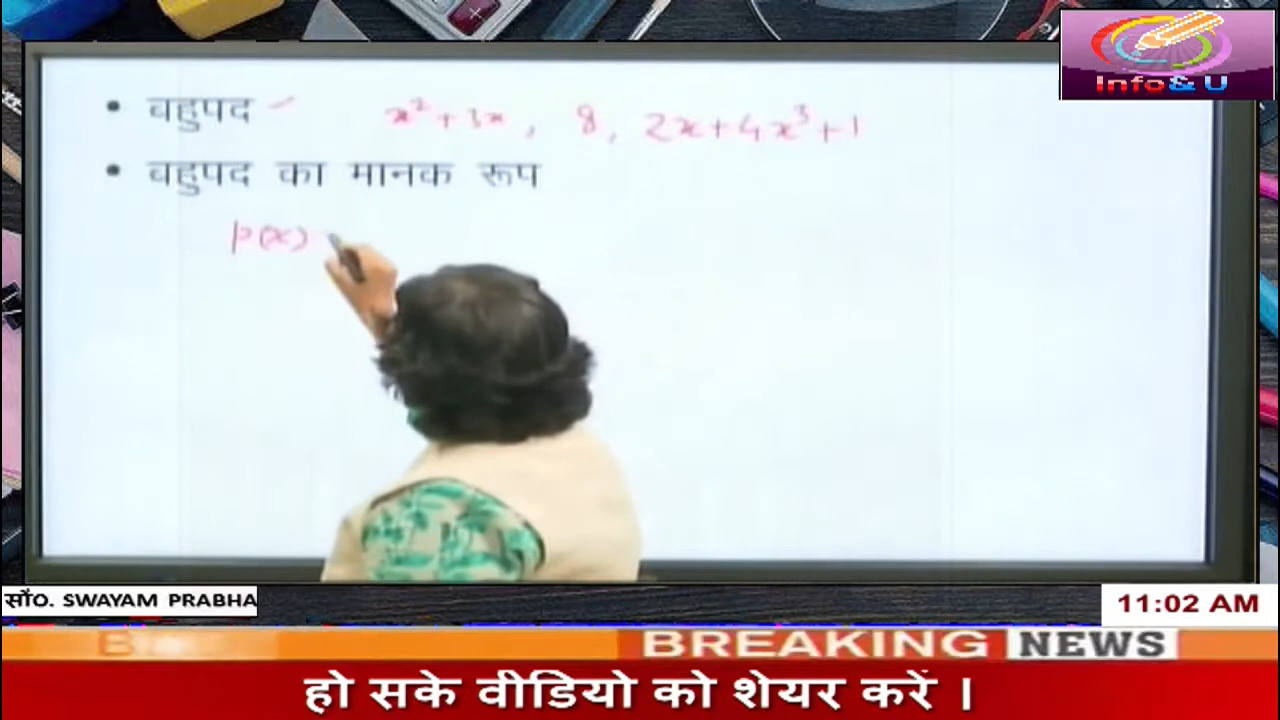 Info& U
• बहुपद x² + 3x, 8, 2x + 4x³ + 1
• बहुपद का मानक रूप
p(x)
सौO. SWAYAM PRABHA
11:02 AM
B
BREAKING NEWS
हो सके वीडियो को शेयर करें ।